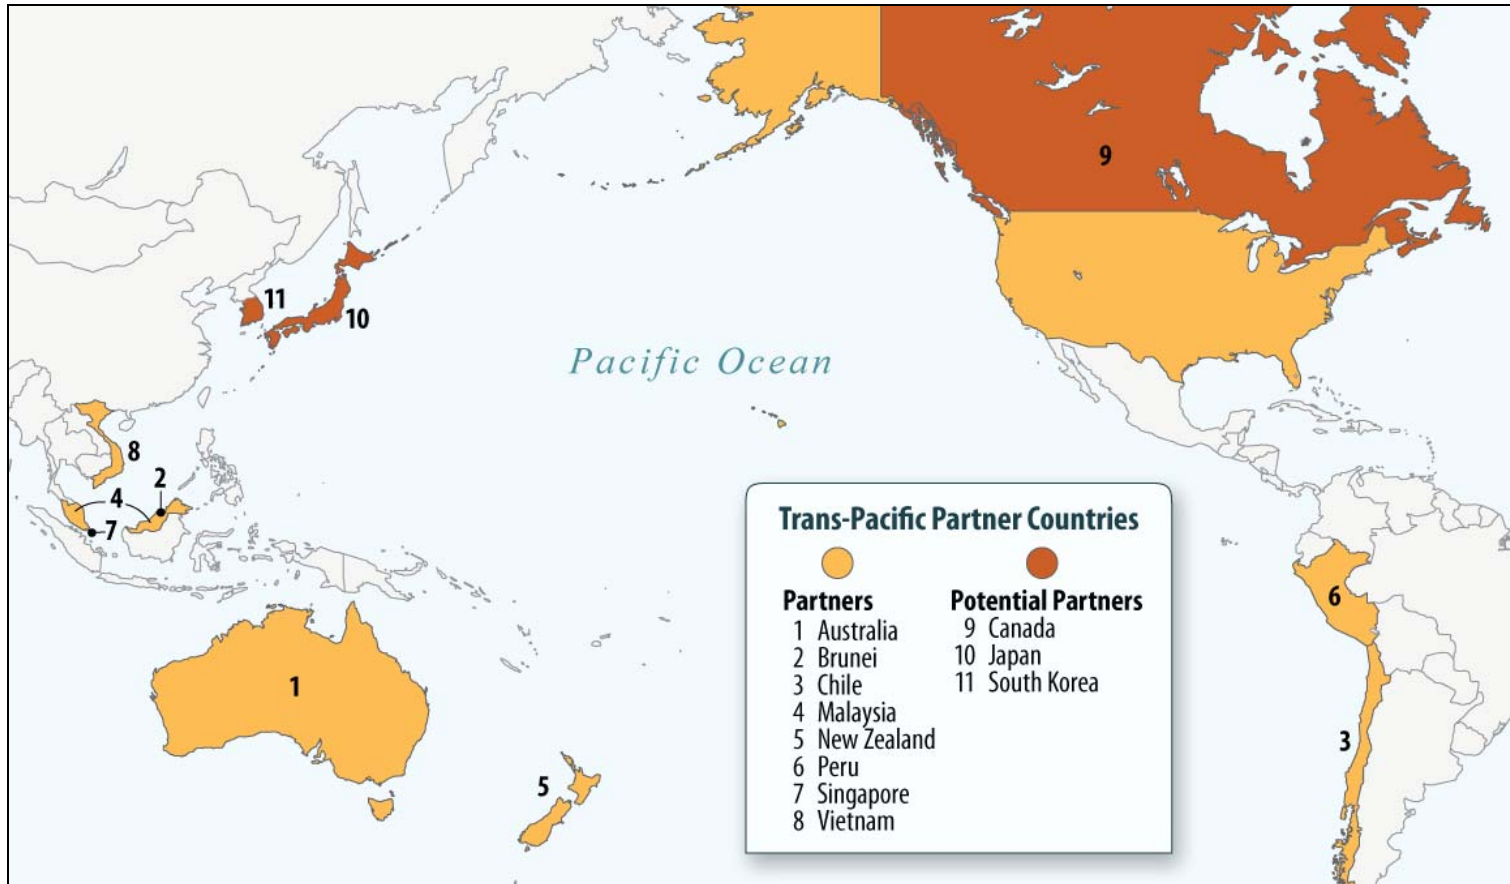 9
11
10
Pacific Ocean
8
2
4
7
Trans-Pacific Partner Countries
Partners
1 Australia
2 Brunei
3 Chile
4 Malaysia
5 New Zealand
6 Peru
7 Singapore
8 Vietnam
Potential Partners
9 Canada
10 Japan
11 South Korea
6
1
3
5